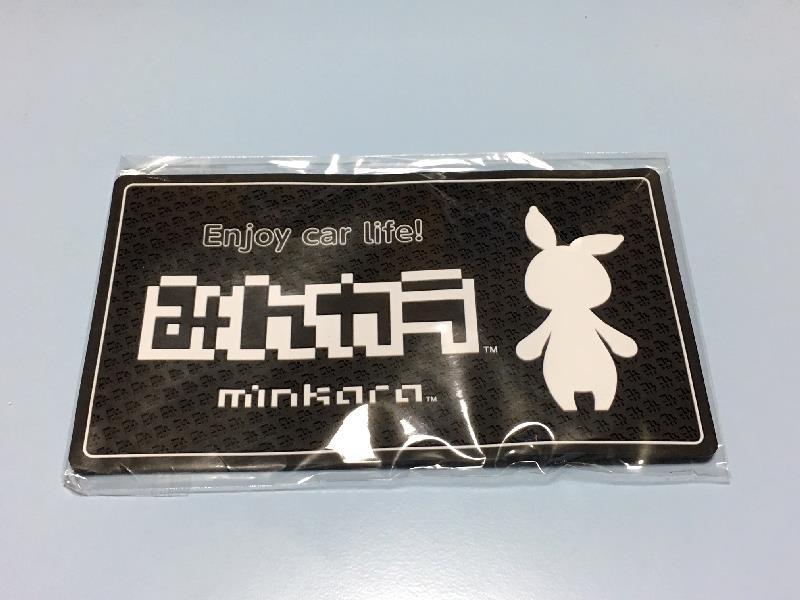 Enjoy car life!
みんカラ™
minkara™